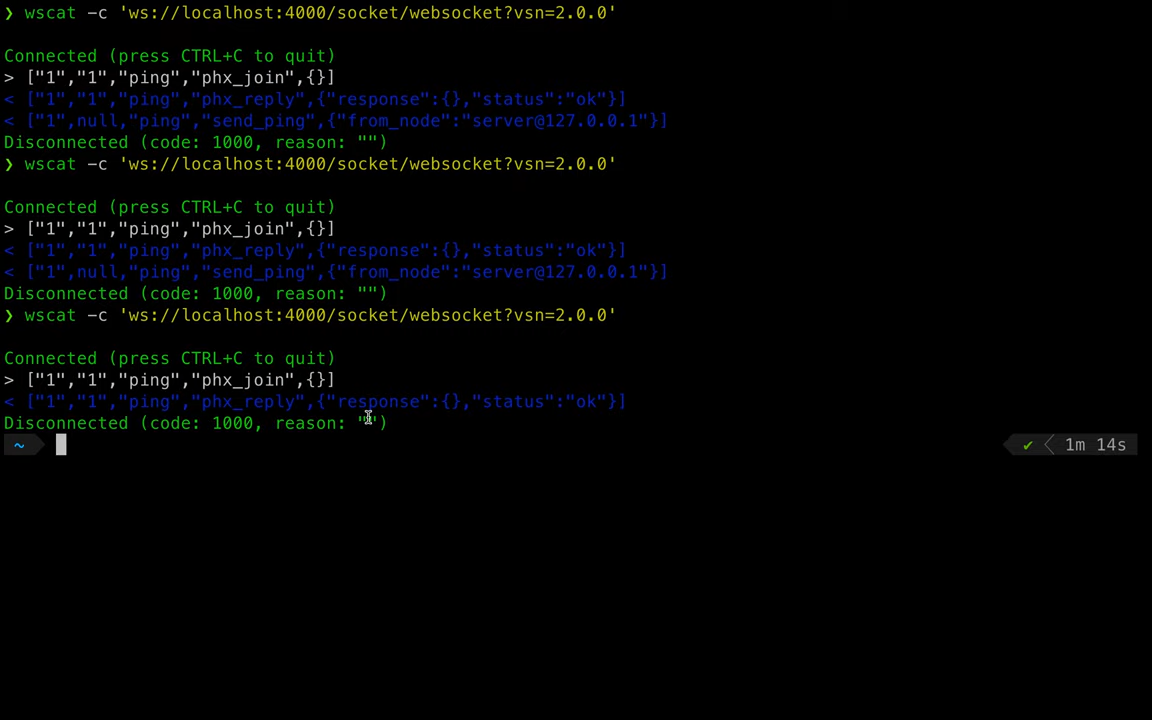 ❯ wscat -c 'ws://localhost:4000/socket/websocket?vsn=2.0.0'
Connected (press CTRL+C to quit)
> ["1","1","ping","phx_join",{}]
< ["1","1","ping","phx_reply",{"response":{},"status":"ok"}]
< ["1",null,"ping","send_ping",{"from_node":"server@127.0.0.1"}]
Disconnected (code: 1000, reason: "")
❯ wscat -c 'ws://localhost:4000/socket/websocket?vsn=2.0.0'
Connected (press CTRL+C to quit)
> ["1","1","ping","phx_join",{}]
< ["1","1","ping","phx_reply",{"response":{},"status":"ok"}]
< ["1",null,"ping","send_ping",{"from_node":"server@127.0.0.1"}]
Disconnected (code: 1000, reason: "")
❯ wscat -c 'ws://localhost:4000/socket/websocket?vsn=2.0.0'
Connected (press CTRL+C to quit)
> ["1","1","ping","phx_join",{}]
< ["1","1","ping","phx_reply",{"response":{},"status":"ok"}]
Disconnected (code: 1000, reason: "")
~ ✔ 1m 14s